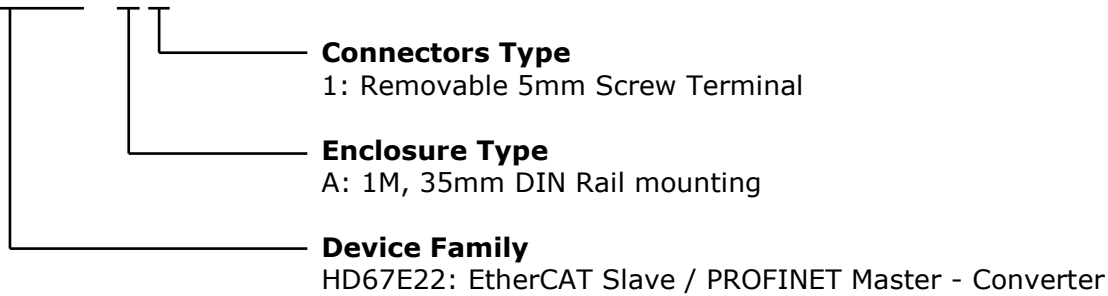 Connectors Type
1: Removable 5mm Screw Terminal
Enclosure Type
A: 1M, 35mm DIN Rail mounting
Device Family
HD67E22: EtherCAT Slave / PROFINET Master - Converter